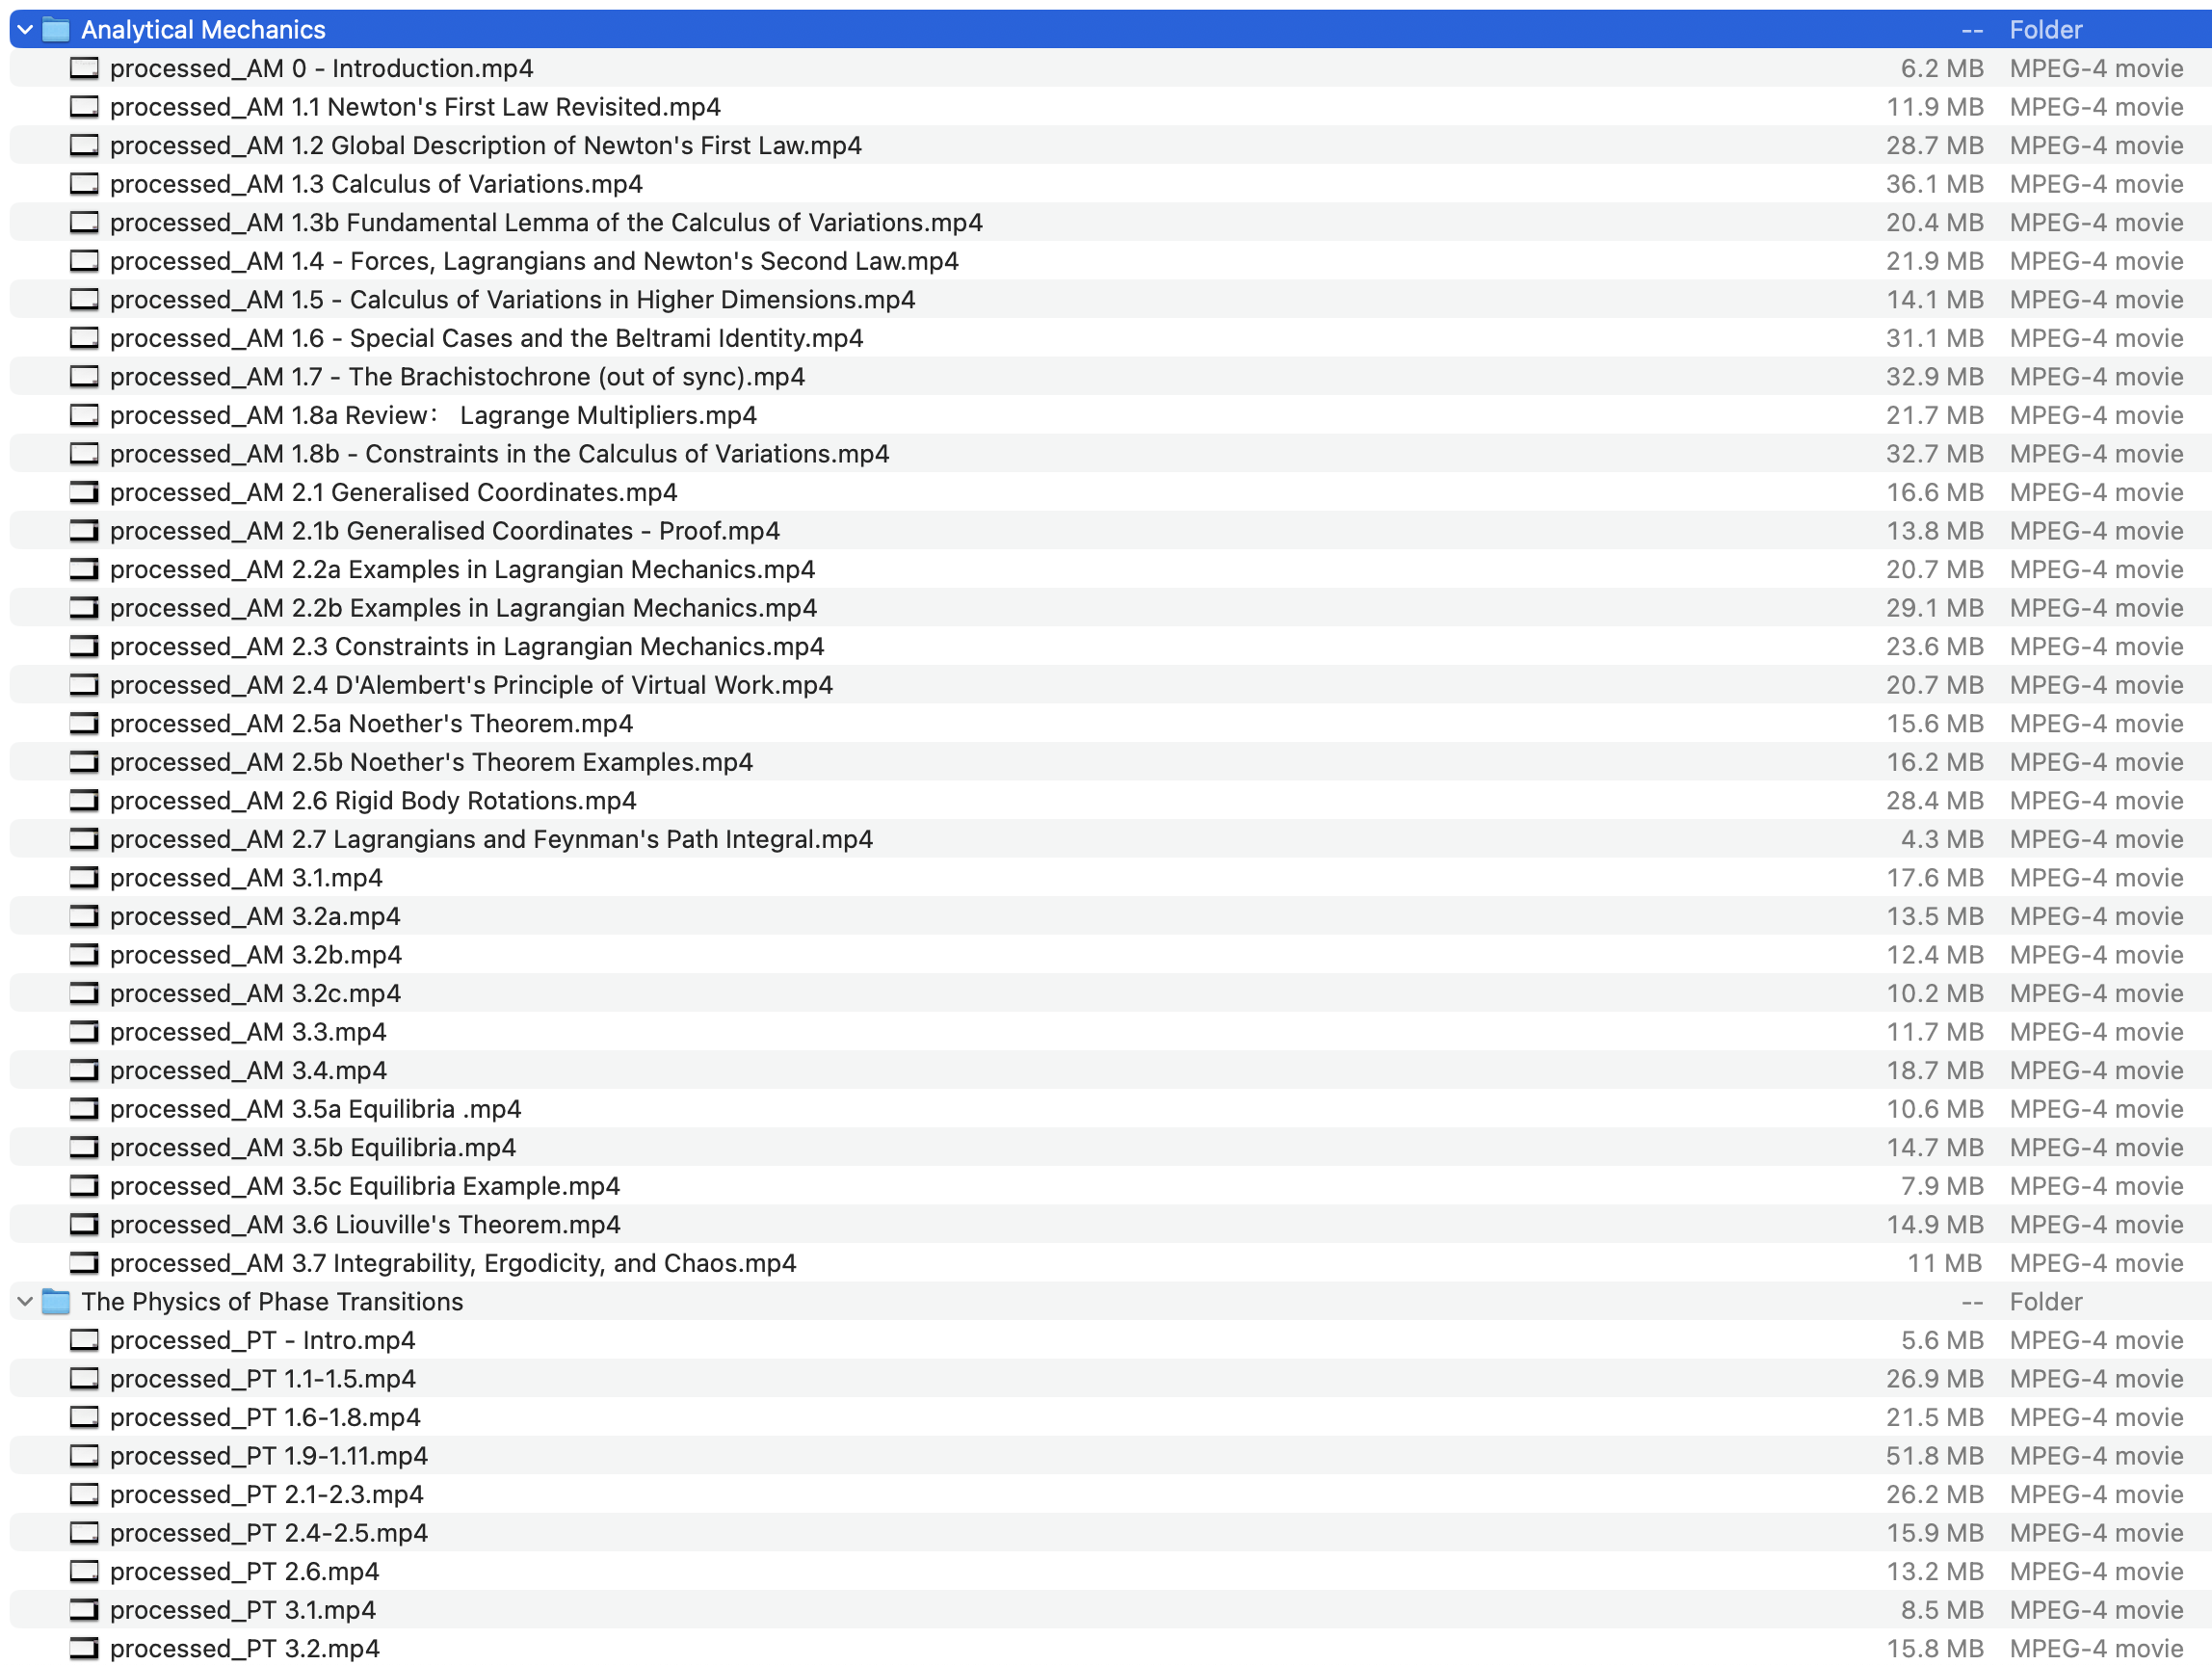 Analytical Mechanics -- Folder
processed_AM 0 - Introduction.mp4 6.2 MB MPEG-4 movie
processed_AM 1.1 Newton's First Law Revisited.mp4 11.9 MB MPEG-4 movie
processed_AM 1.2 Global Description of Newton's First Law.mp4 28.7 MB MPEG-4 movie
processed_AM 1.3 Calculus of Variations.mp4 36.1 MB MPEG-4 movie
processed_AM 1.3b Fundamental Lemma of the Calculus of Variations.mp4 20.4 MB MPEG-4 movie
processed_AM 1.4 - Forces, Lagrangians and Newton's Second Law.mp4 21.9 MB MPEG-4 movie
processed_AM 1.5 - Calculus of Variations in Higher Dimensions.mp4 14.1 MB MPEG-4 movie
processed_AM 1.6 - Special Cases and the Beltrami Identity.mp4 31.1 MB MPEG-4 movie
processed_AM 1.7 - The Brachistochrone (out of sync).mp4 32.9 MB MPEG-4 movie
processed_AM 1.8a Review： Lagrange Multipliers.mp4 21.7 MB MPEG-4 movie
processed_AM 1.8b - Constraints in the Calculus of Variations.mp4 32.7 MB MPEG-4 movie
processed_AM 2.1 Generalised Coordinates.mp4 16.6 MB MPEG-4 movie
processed_AM 2.1b Generalised Coordinates - Proof.mp4 13.8 MB MPEG-4 movie
processed_AM 2.2a Examples in Lagrangian Mechanics.mp4 20.7 MB MPEG-4 movie
processed_AM 2.2b Examples in Lagrangian Mechanics.mp4 29.1 MB MPEG-4 movie
processed_AM 2.3 Constraints in Lagrangian Mechanics.mp4 23.6 MB MPEG-4 movie
processed_AM 2.4 D'Alembert's Principle of Virtual Work.mp4 20.7 MB MPEG-4 movie
processed_AM 2.5a Noether's Theorem.mp4 15.6 MB MPEG-4 movie
processed_AM 2.5b Noether's Theorem Examples.mp4 16.2 MB MPEG-4 movie
processed_AM 2.6 Rigid Body Rotations.mp4 28.4 MB MPEG-4 movie
processed_AM 2.7 Lagrangians and Feynman's Path Integral.mp4 4.3 MB MPEG-4 movie
processed_AM 3.1.mp4 17.6 MB MPEG-4 movie
processed_AM 3.2a.mp4 13.5 MB MPEG-4 movie
processed_AM 3.2b.mp4 12.4 MB MPEG-4 movie
processed_AM 3.2c.mp4 10.2 MB MPEG-4 movie
processed_AM 3.3.mp4 11.7 MB MPEG-4 movie
processed_AM 3.4.mp4 18.7 MB MPEG-4 movie
processed_AM 3.5a Equilibria .mp4 10.6 MB MPEG-4 movie
processed_AM 3.5b Equilibria.mp4 14.7 MB MPEG-4 movie
processed_AM 3.5c Equilibria Example.mp4 7.9 MB MPEG-4 movie
processed_AM 3.6 Liouville's Theorem.mp4 14.9 MB MPEG-4 movie
processed_AM 3.7 Integrability, Ergodicity, and Chaos.mp4 11 MB MPEG-4 movie
The Physics of Phase Transitions -- Folder
processed_PT - Intro.mp4 5.6 MB MPEG-4 movie
processed_PT 1.1-1.5.mp4 26.9 MB MPEG-4 movie
processed_PT 1.6-1.8.mp4 21.5 MB MPEG-4 movie
processed_PT 1.9-1.11.mp4 51.8 MB MPEG-4 movie
processed_PT 2.1-2.3.mp4 26.2 MB MPEG-4 movie
processed_PT 2.4-2.5.mp4 15.9 MB MPEG-4 movie
processed_PT 2.6.mp4 13.2 MB MPEG-4 movie
processed_PT 3.1.mp4 8.5 MB MPEG-4 movie
processed_PT 3.2.mp4 15.8 MB MPEG-4 movie